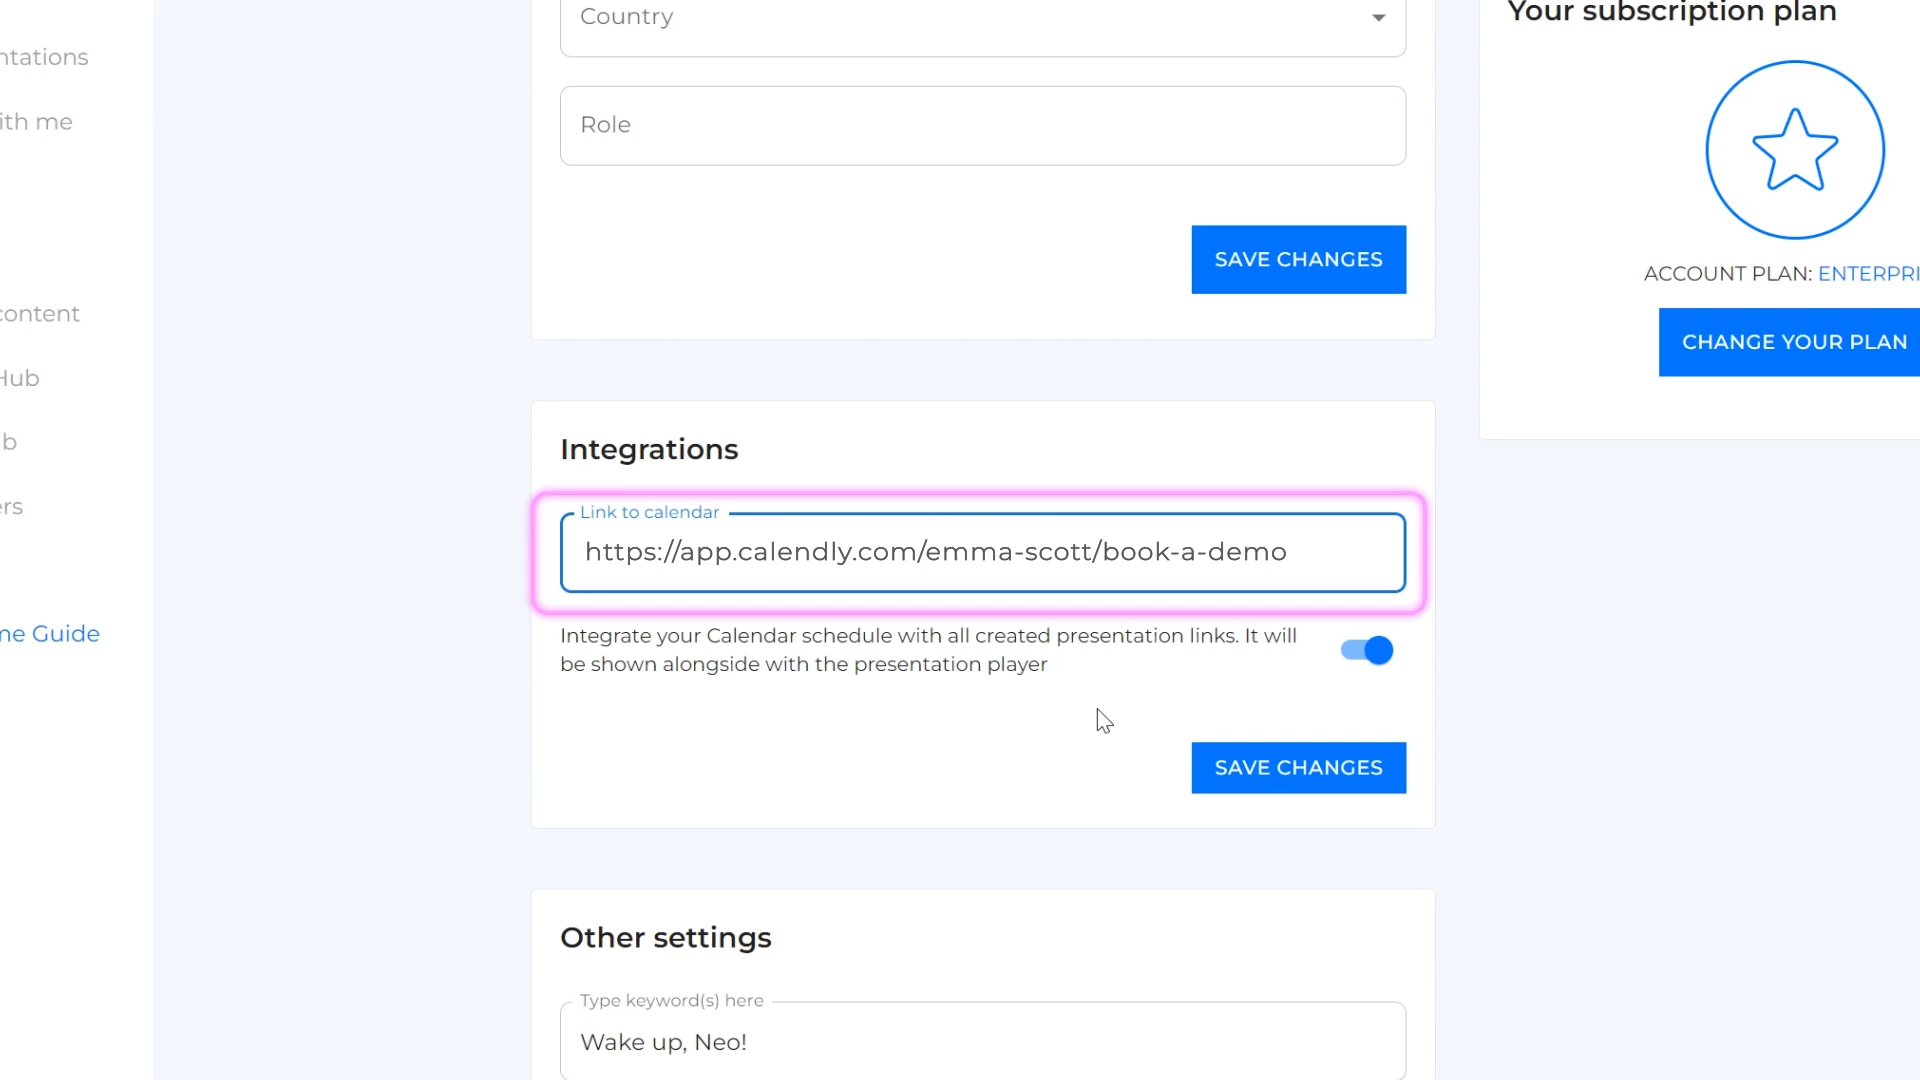 ntations
ith me
content
Hub
b
ers
me Guide
Country
Role
SAVE CHANGES
Integrations
Link to calendar
https://app.calendly.com/emma-scott/book-a-demo
Integrate your Calendar schedule with all created presentation links. It will
be shown alongside with the presentation player
SAVE CHANGES
Other settings
Type keyword(s) here
Wake up, Neo!
Your subscription plan
ACCOUNT PLAN: ENTERPRI
CHANGE YOUR PLAN